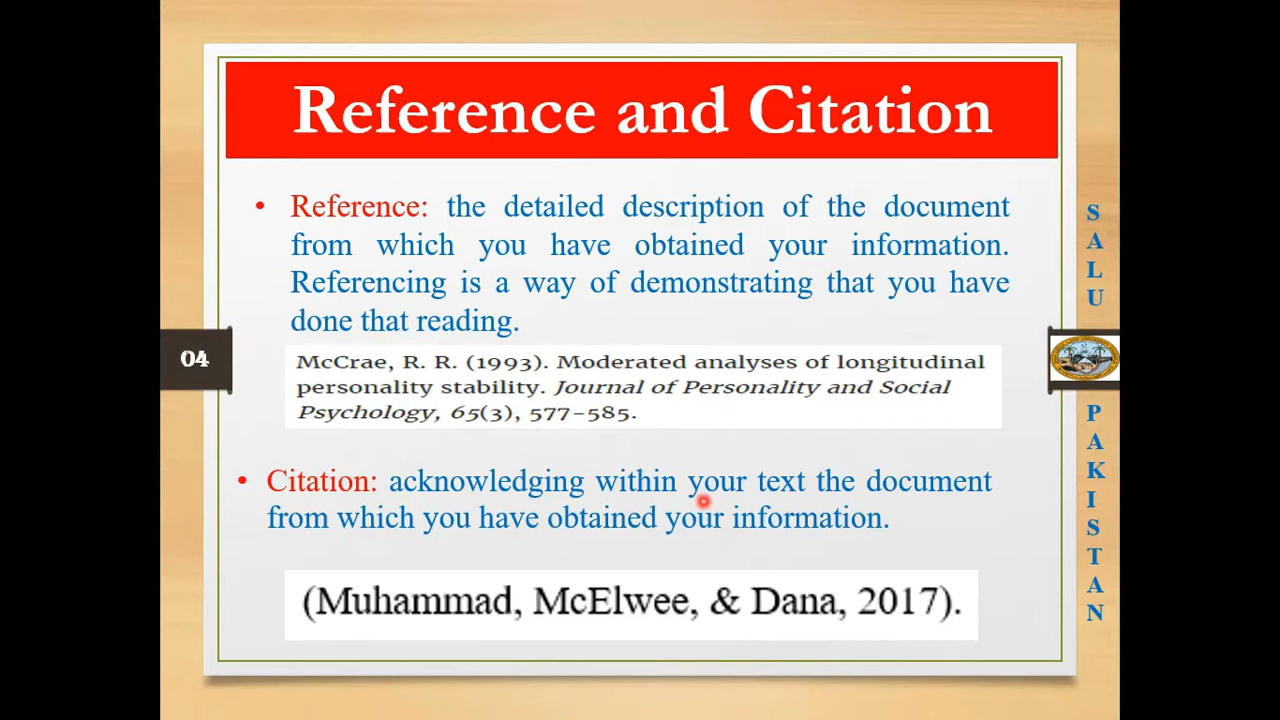 Reference and Citation
• Reference: the detailed description of the document
from which you have obtained your information.
Referencing is a way of demonstrating that you have
done that reading.
04
McCrae, R. R. (1993). Moderated analyses of longitudinal
personality stability. Journal of Personality and Social
Psychology, 65(3), 577–585.
• Citation: acknowledging within your text the document
from which you have obtained your information.
(Muhammad, McElwee, & Dana, 2017).
S
A
L
U
P
A
K
I
S
T
A
N